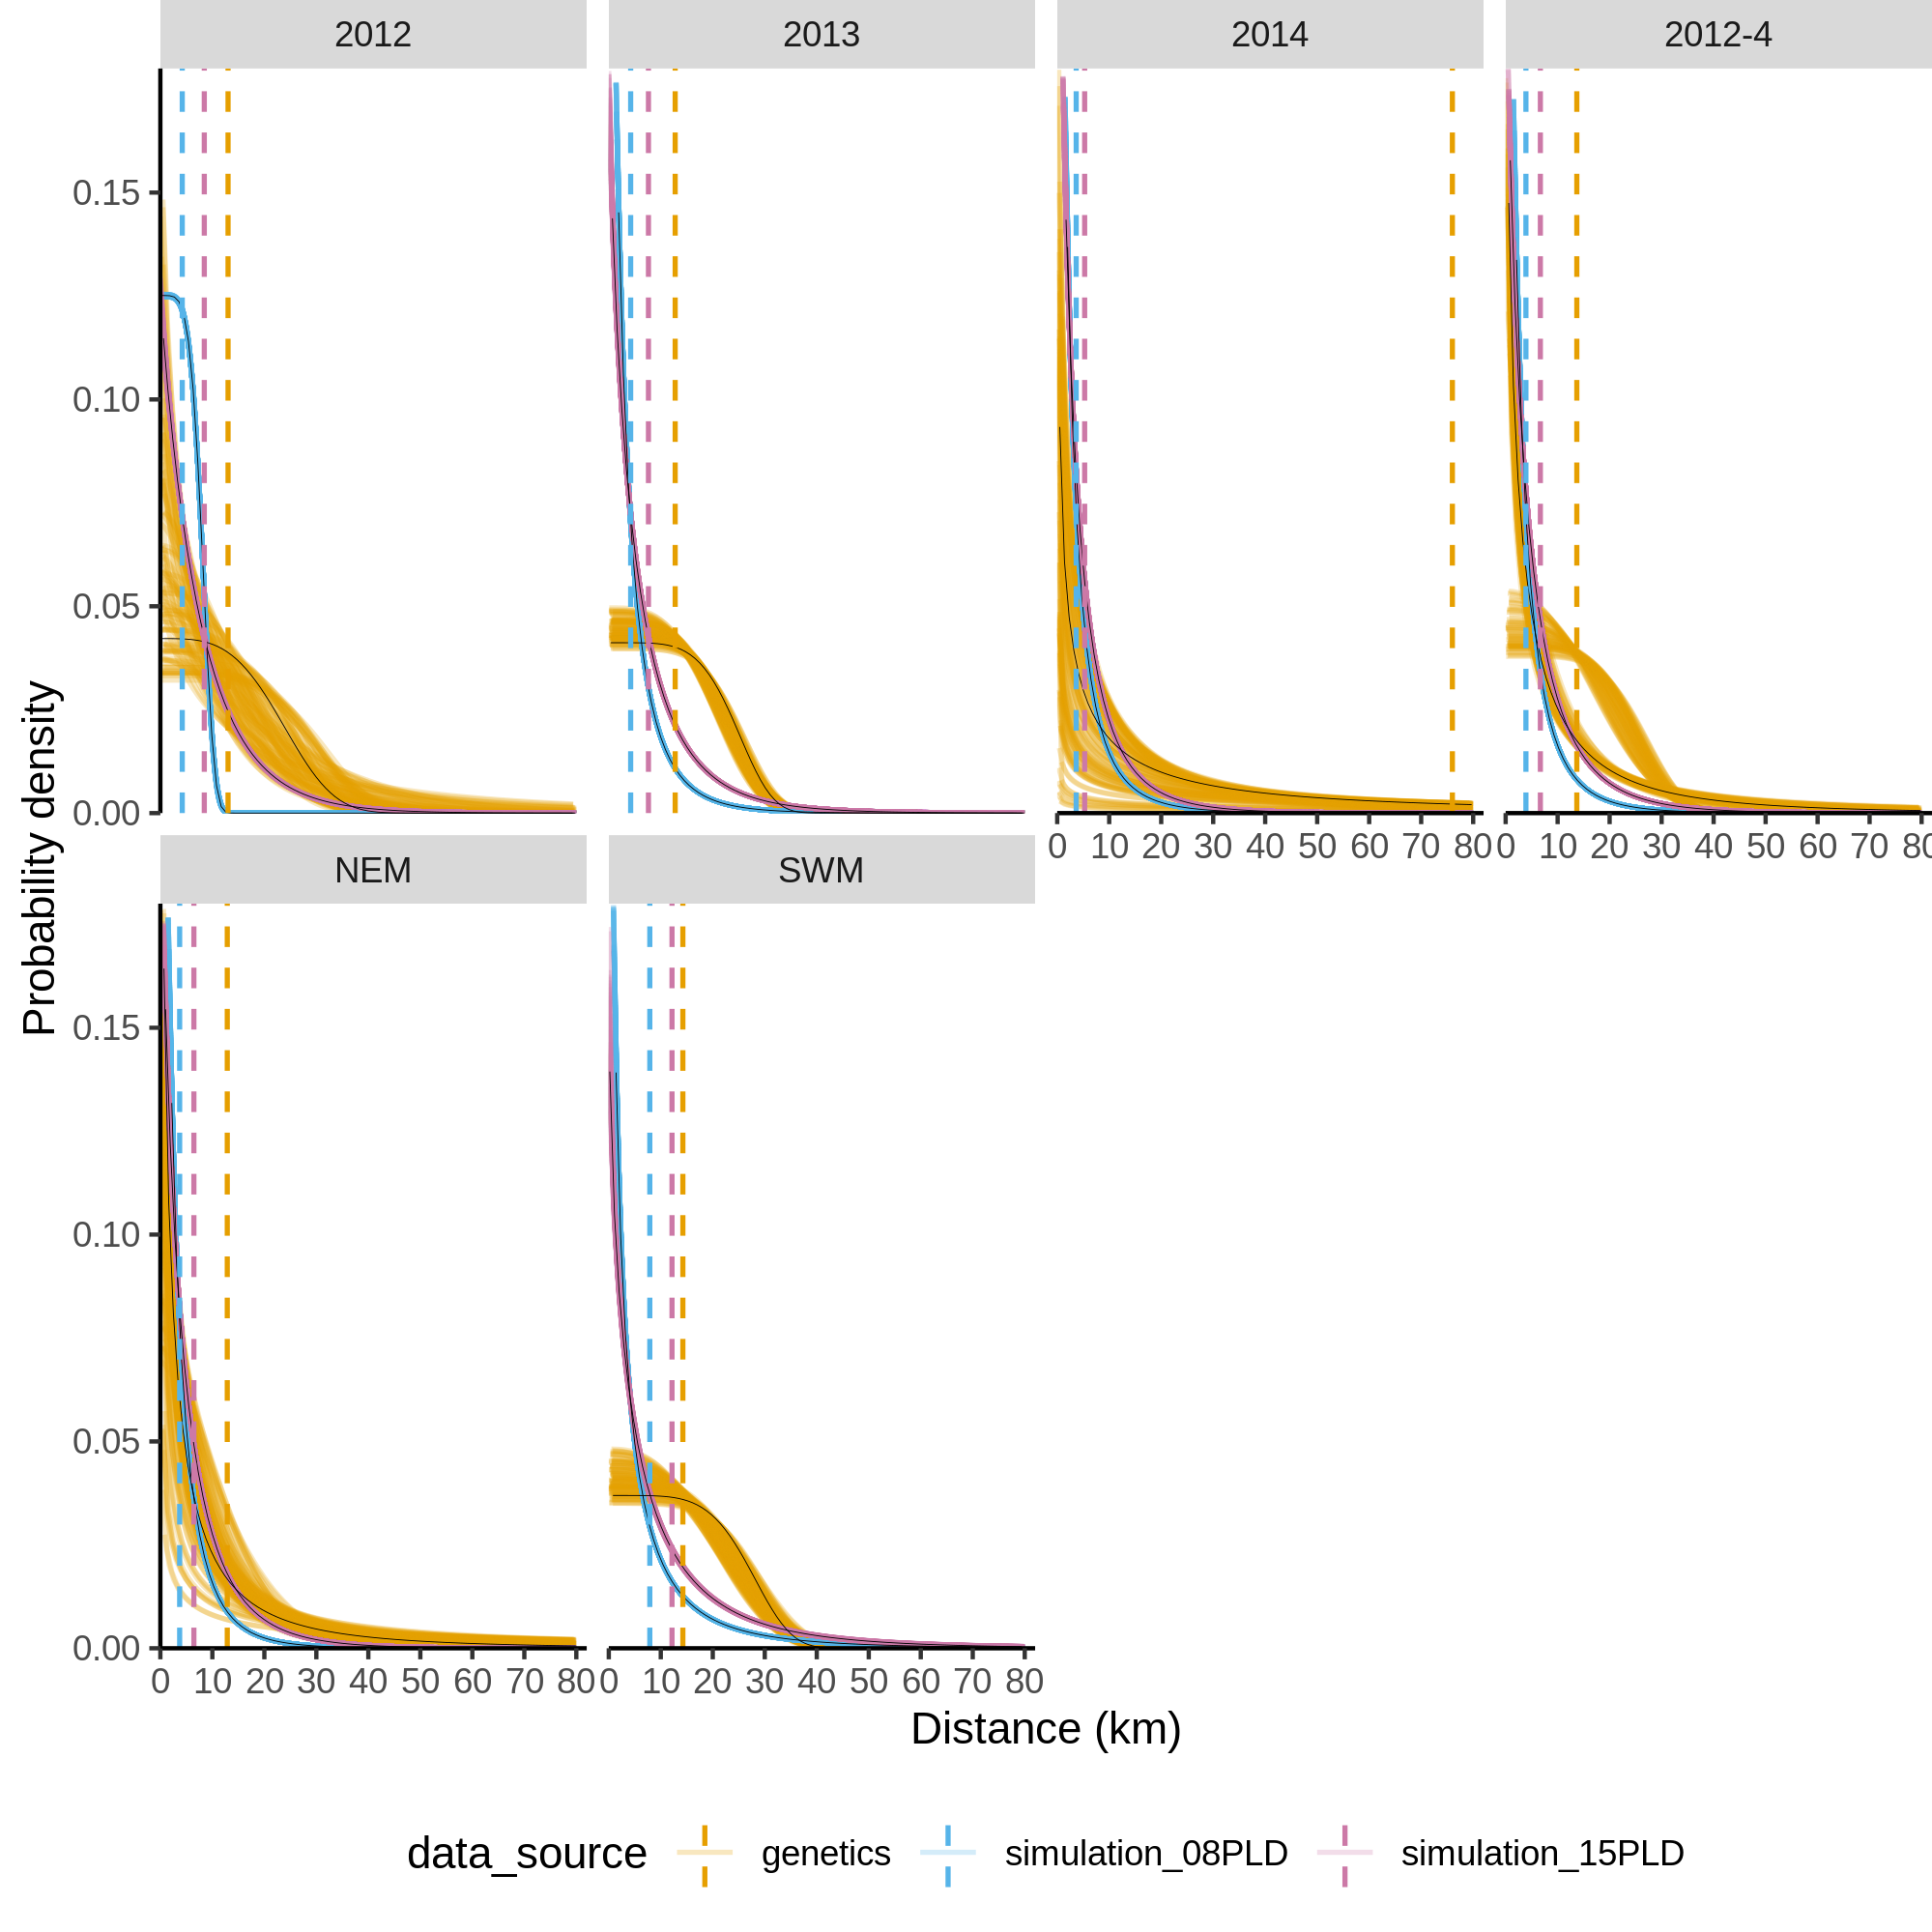 2012 2013 2014 2012-4
Probability density
0.15
0.10
0.05
0.00
0 10 20 30 40 50 60 70 80 0 10 20 30 40 50 60 70 80
NEM SWM
0.15
0.10
0.05
0.00
0 10 20 30 40 50 60 70 80 0 10 20 30 40 50 60 70 80
Distance (km)
data_source genetics simulation_08PLD simulation_15PLD